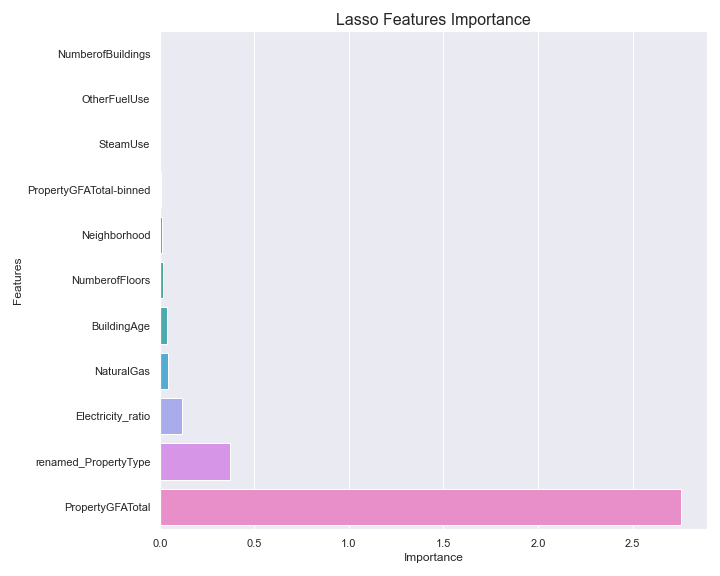 Lasso Features Importance
NumberofBuildings
OtherFuelUse
SteamUse
PropertyGFATotal-binned
Neighborhood
NumberofFloors
BuildingAge
NaturalGas
Electricity_ratio
renamed_PropertyType
PropertyGFATotal
Features
0.0 0.5 1.0 1.5 2.0 2.5
Importance